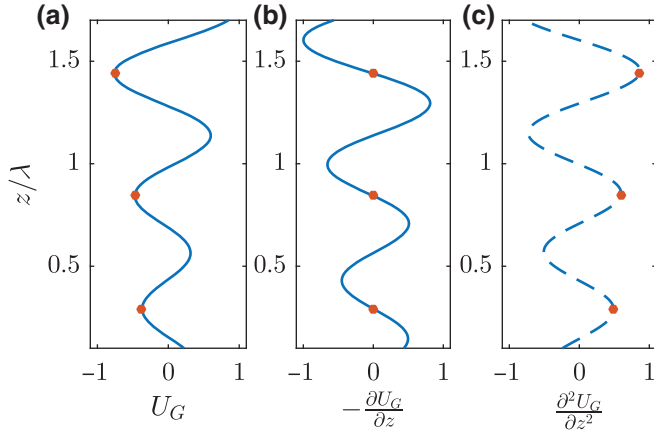 (a) (b) (c)
1.5 1.5 1.5
1 1 1
0.5 0.5 0.5
z/λ
-1 0 1 -1 0 1 -1 0 1
U_G -∂U_G/∂z ∂²U_G/∂z²